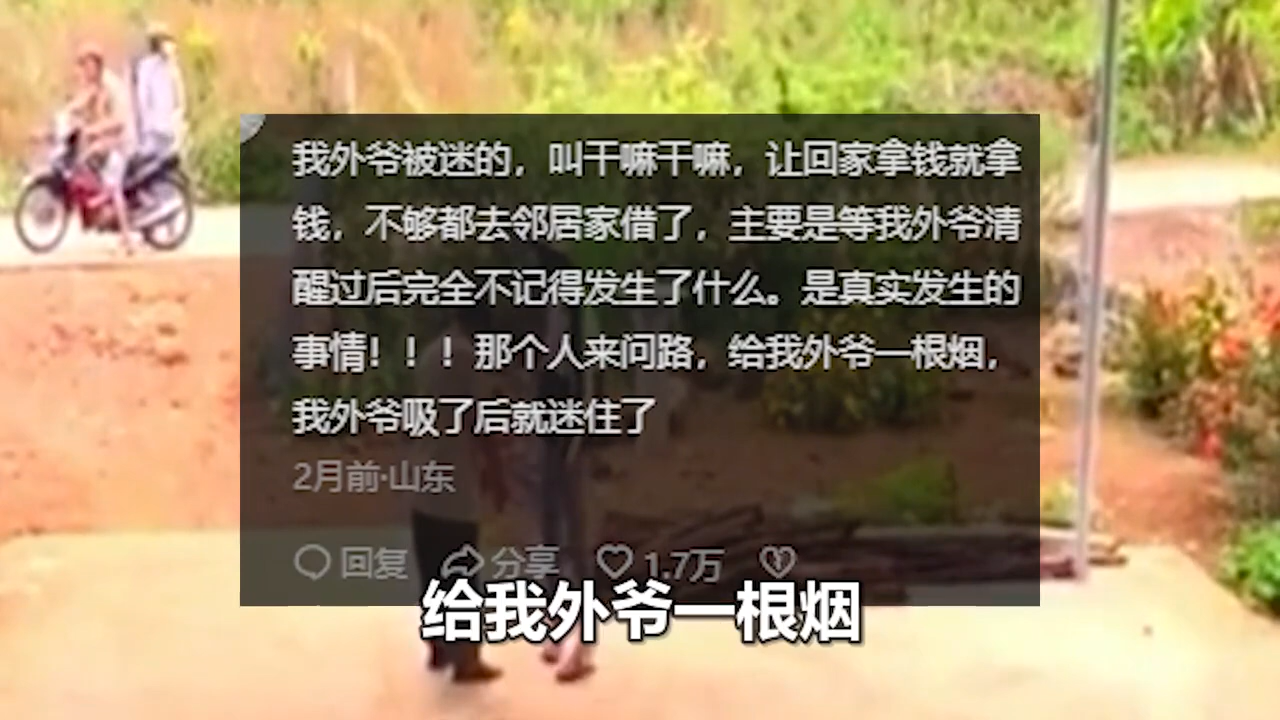 我外爷被迷的，叫干嘛干嘛，让回家拿钱就拿
钱，不够都去邻居家借了，主要是等我外爷清
醒过后完全不记得发生了什么。是真实发生的
事情！！！那个人来问路，给我外爷一根烟，
我外爷吸了后就迷住了
2月前·山东
回复 分享 1.7万
给我外爷一根烟